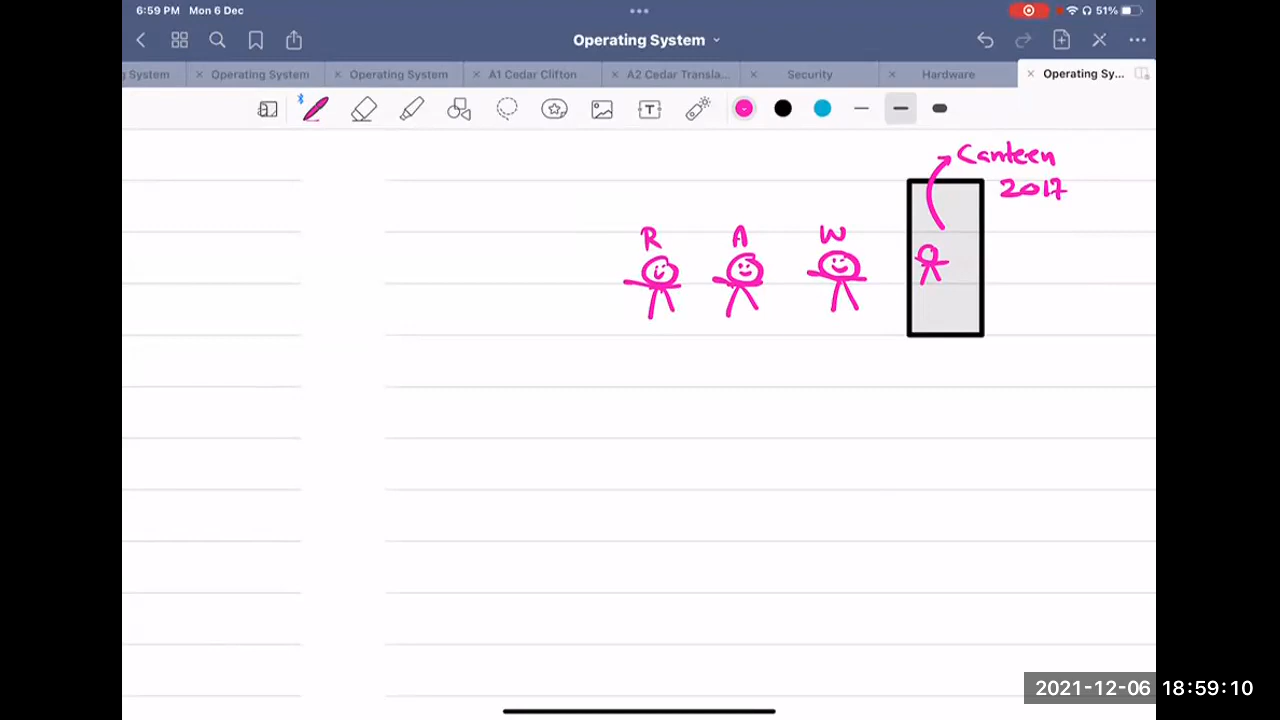 6:59 PM Mon 6 Dec
51%
Operating System
g System
Operating System
Operating System
A1 Cedar Clifton
A2 Cedar Transla...
Security
Hardware
Operating Sy...
T
Canteen
2017
R A W
2021-12-06 18:59:10